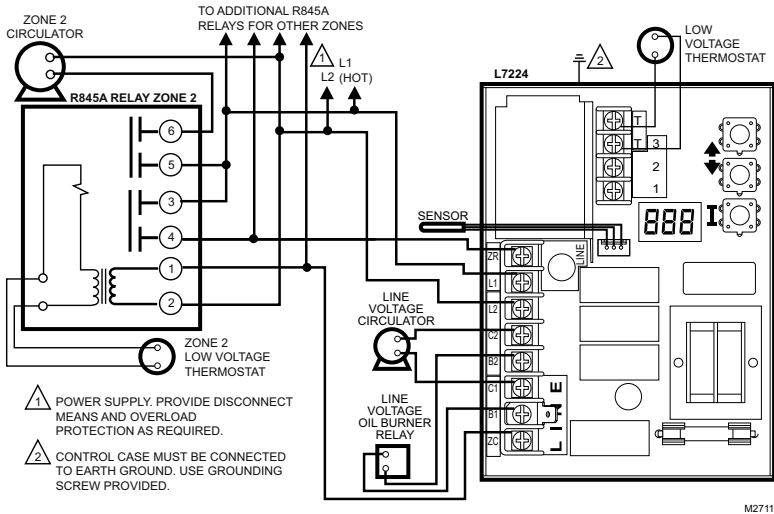 TO ADDITIONAL R845A
RELAYS FOR OTHER ZONES
ZONE 2
CIRCULATOR
1
L1
L2 (HOT)
2
LOW
VOLTAGE
THERMOSTAT
R845A RELAY ZONE 2
L7224
6
5
3
4
1
2
T
T 3
2
1
888
SENSOR
LINE
ZR
L1
L2
C2
B2
C1
B1
ZC
LINE
LINE
VOLTAGE
CIRCULATOR
ZONE 2
LOW VOLTAGE
THERMOSTAT
LINE
VOLTAGE
OIL BURNER
RELAY
1 POWER SUPPLY. PROVIDE DISCONNECT
MEANS AND OVERLOAD
PROTECTION AS REQUIRED.
2 CONTROL CASE MUST BE CONNECTED
TO EARTH GROUND. USE GROUNDING
SCREW PROVIDED.
M2711